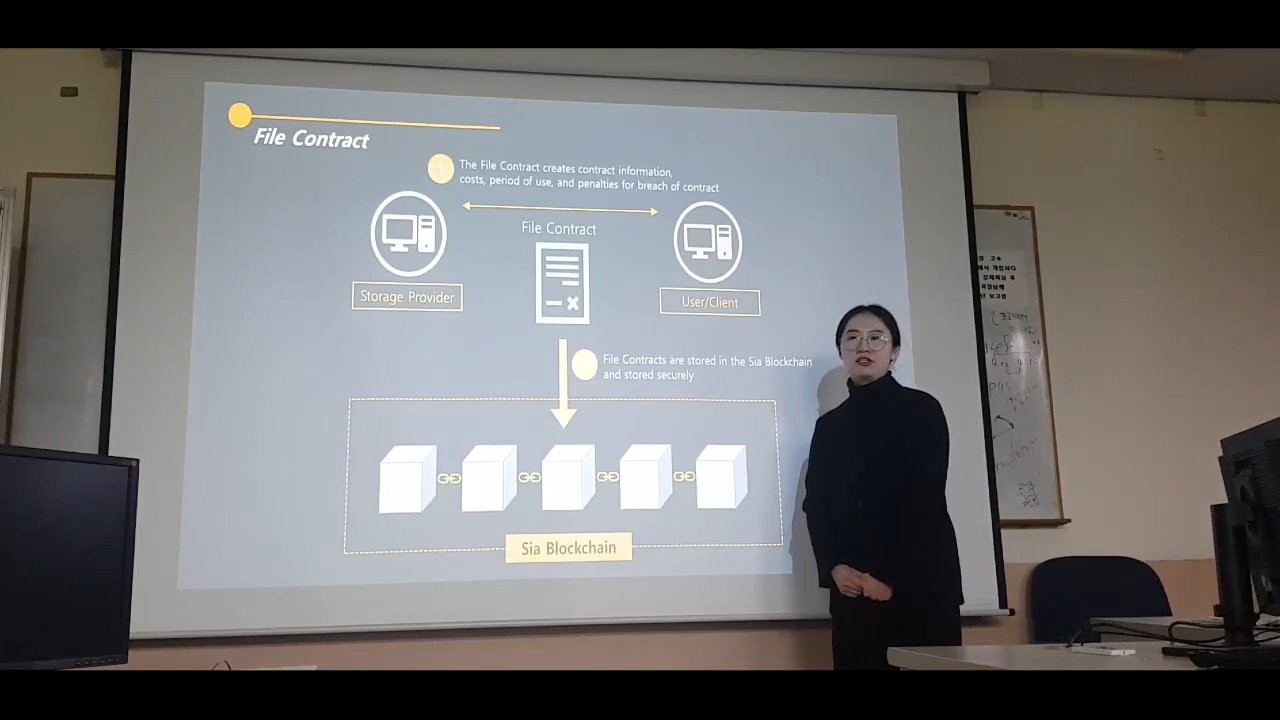 File Contract
1
The File Contract creates contract information,
costs, period of use, and penalties for breach of contract
File Contract
Storage Provider
User/Client
File Contracts are stored in the Sia Blockchain
and stored securely
Sia Blockchain